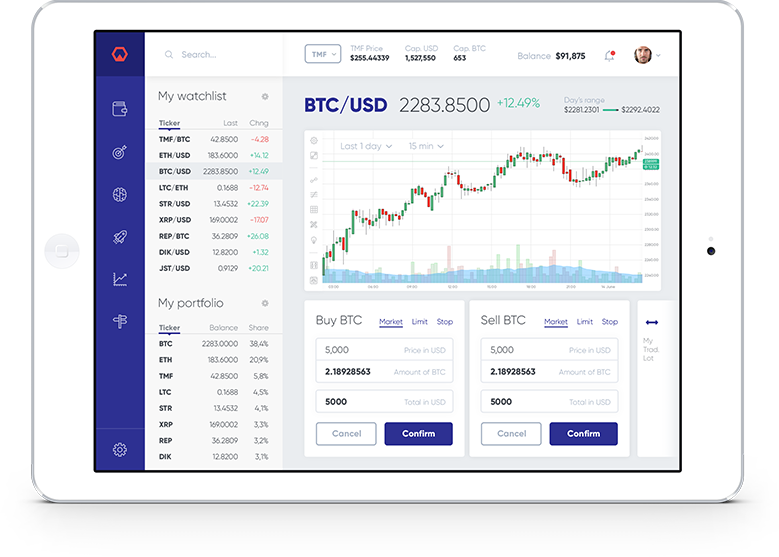 Search...
TMF
TMF Price
$255.44339
Cap. USD
1,527,550
Cap. BTC
653
Balance $91,875
My watchlist
Ticker Last Chng
TMF/BTC 42.8500 -4.28
ETH/USD 183.6000 +14.12
BTC/USD 2283.8500 +12.49
LTC/ETH 0.1688 -12.74
STR/USD 13.4532 +22.39
XRP/USD 169.0002 -17.07
REP/BTC 36.2809 +26.08
DIK/USD 12.8200 +1.32
JST/USD 0.9129 +20.21
My portfolio
Ticker Balance Share
BTC 2283.0000 38,4%
ETH 683.6000 20,9%
TMF 42.8500 5,8%
LTC 0.1688 4,5%
STR 13.4532 4,1%
XRP 169.0002 3,3%
REP 36.2809 3,2%
DIK 12.8200 3,1%
BTC/USD 2283.8500 +12.49%
Day's range
$2281.2301 $2292.4022
Last 1 day 15 min
Buy BTC Market Limit Stop
5,000 Price in USD
2.18928563 Amount of BTC
5000 Total in USD
Cancel Confirm
Sell BTC Market Limit Stop
5,000 Price in USD
2.18928563 Amount of BTC
5000 Total in USD
Cancel Confirm
My
Trad.
Lot